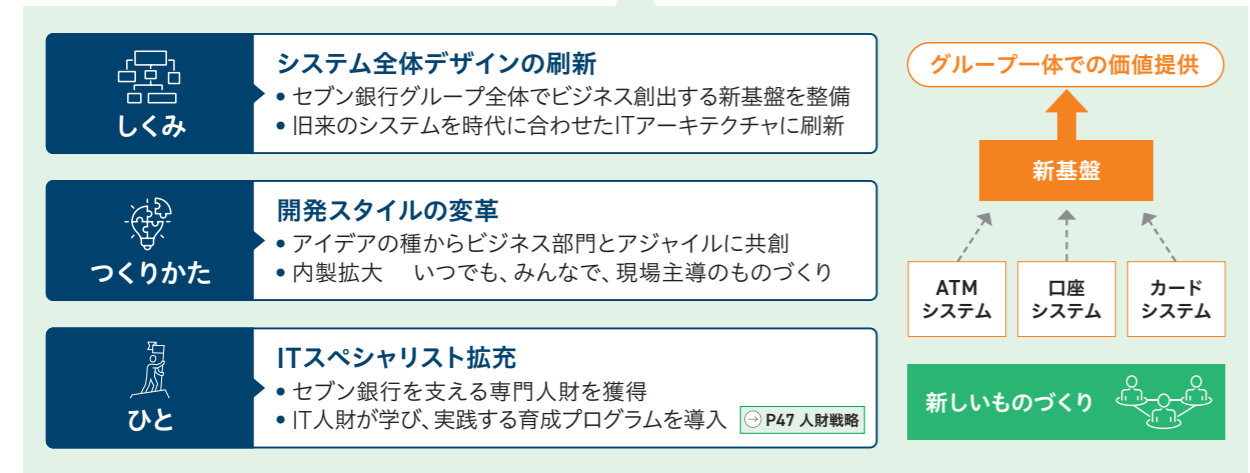 しくみ
システム全体デザインの刷新
• セブン銀行グループ全体でビジネス創出する新基盤を整備
• 旧来のシステムを時代に合わせたITアーキテクチャに刷新
つくりかた
開発スタイルの変革
• アイデアの種からビジネス部門とアジャイルに共創
• 内製拡大　いつでも、みんなで、現場主導のものづくり
ひと
ITスペシャリスト拡充
• セブン銀行を支える専門人財を獲得
• IT人財が学び、実践する育成プログラムを導入
P47 人財戦略
グループ一体での価値提供
新基盤
ATM
システム
口座
システム
カード
システム
新しいものづくり